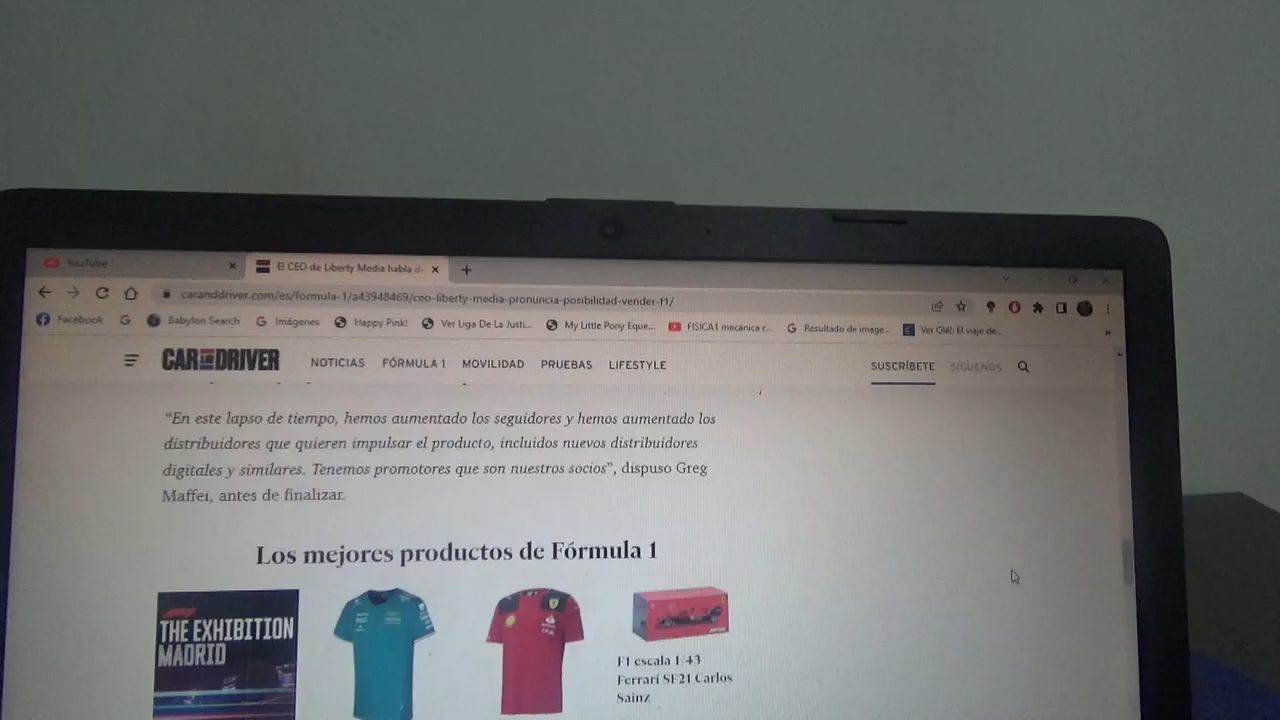 YouTube
El CEO de Liberty Media habla de
caranddriver.com/es/formula-1/a43948469/ceo-liberty-media-pronuncia-posibilidad-vender-f1/
Facebook
Babylon Search
Imágenes
Happy Pink!
Ver Liga De La Justi...
My Little Pony Eque...
FISICA1 mecanica c...
Resultado de image...
Ver Olé!: El viaje de...
CAR AND DRIVER
NOTICIAS
FÓRMULA 1
MOVILIDAD
PRUEBAS
LIFESTYLE
SUSCRÍBETE
SÍGUENOS
“En este lapso de tiempo, hemos aumentado los seguidores y hemos aumentado los
distribuidores que quieren impulsar el producto, incluidos nuevos distribuidores
digitales y similares. Tenemos promotores que son nuestros socios”, dispuso Greg
Maffei, antes de finalizar.
Los mejores productos de Fórmula 1
THE EXHIBITION
MADRID
F1 escala 1/43
Ferrari SF21 Carlos
Sainz